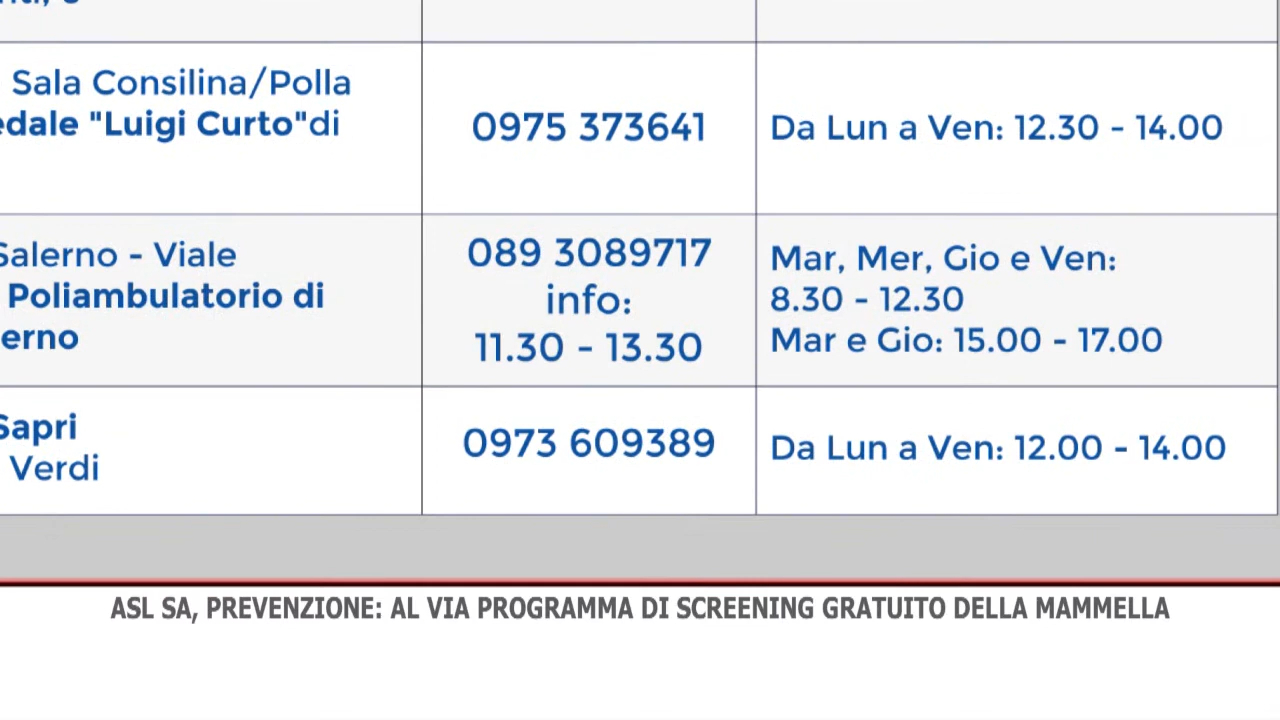 Sala Consilina/Polla
"Luigi Curto"di
0975 373641
Da Lun a Ven: 12.30 - 14.00
Salerno - Viale
Poliambulatorio di
089 3089717
info:
11.30 - 13.30
Mar, Mer, Gio e Ven:
8.30 - 12.30
Mar e Gio: 15.00 - 17.00
Sapri
Verdi
0973 609389
Da Lun a Ven: 12.00 - 14.00
ASL SA, PREVENZIONE: AL VIA PROGRAMMA DI SCREENING GRATUITO DELLA MAMMELLA